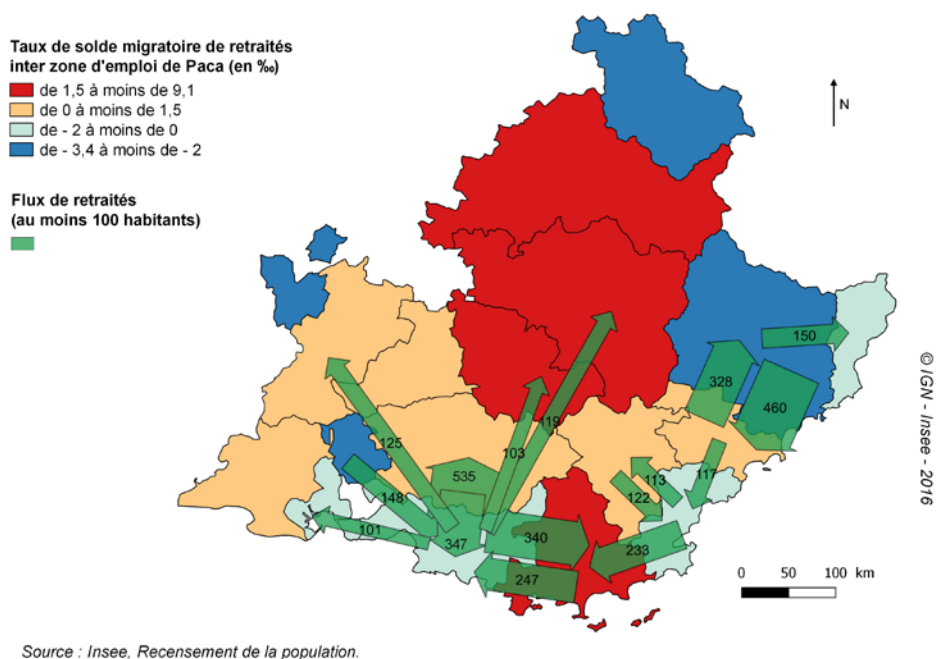 Taux de solde migratoire de retraités
inter zone d'emploi de Paca (en ‰)
de 1,5 à moins de 9,1
de 0 à moins de 1,5
de - 2 à moins de 0
de - 3,4 à moins de - 2
Flux de retraités
(au moins 100 habitants)
N
150
328
460
119
125
103
535
117
113
122
148
101
347
340
233
247
0 50 100 km
© IGN - Insee - 2016
Source : Insee, Recensement de la population.